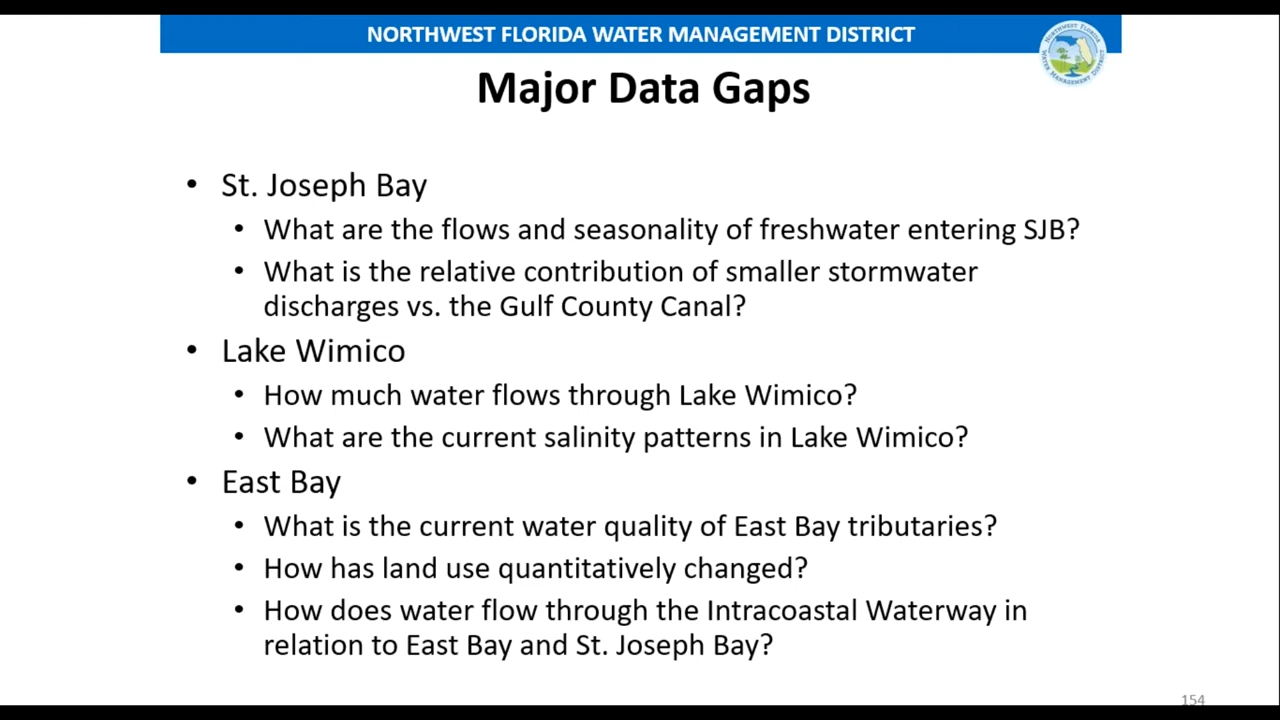 NORTHWEST FLORIDA WATER MANAGEMENT DISTRICT
Major Data Gaps
• St. Joseph Bay
• What are the flows and seasonality of freshwater entering SJB?
• What is the relative contribution of smaller stormwater
discharges vs. the Gulf County Canal?
• Lake Wimico
• How much water flows through Lake Wimico?
• What are the current salinity patterns in Lake Wimico?
• East Bay
• What is the current water quality of East Bay tributaries?
• How has land use quantitatively changed?
• How does water flow through the Intracoastal Waterway in
relation to East Bay and St. Joseph Bay?
154